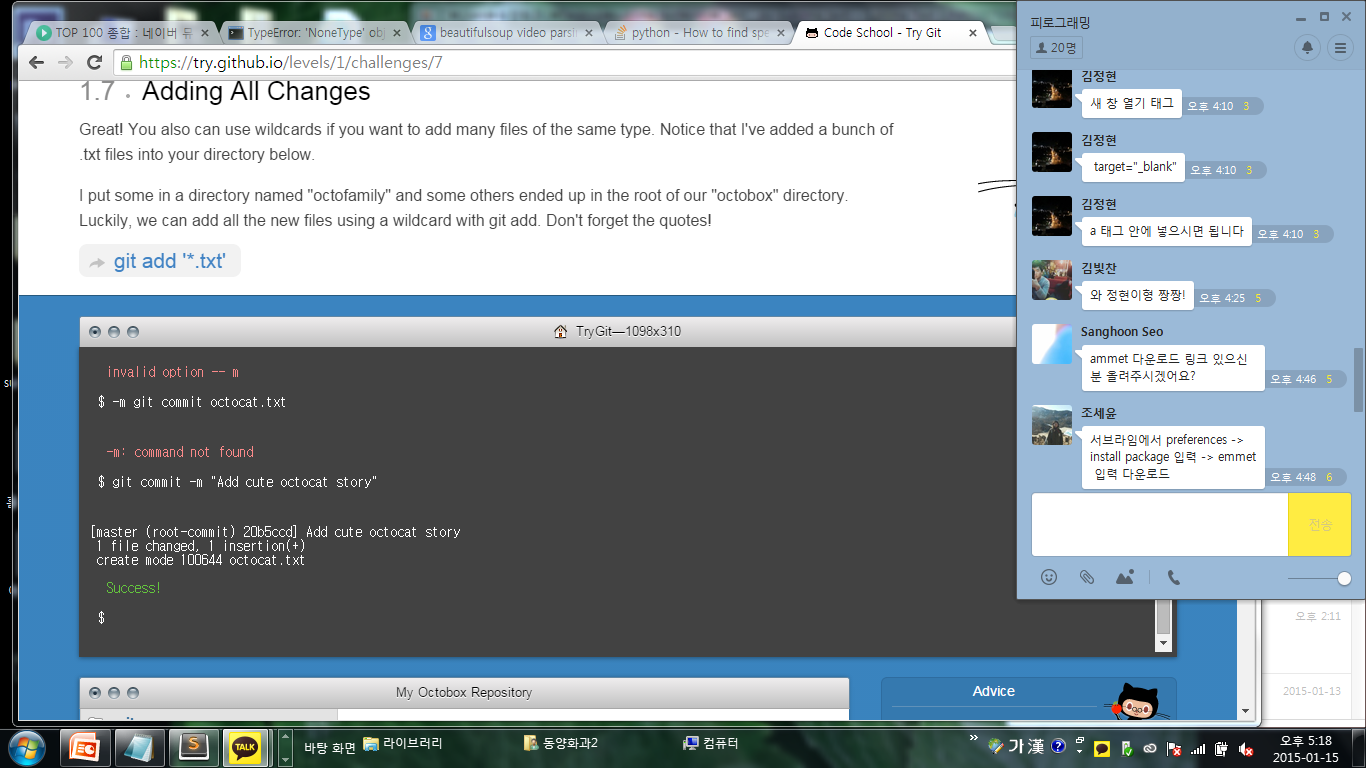 TOP 100 종합 : 네이버 뮤
TypeError: 'NoneType' obj
beautifulsoup video parsi
python - How to find spe
Code School - Try Git
https://try.github.io/levels/1/challenges/7
1.7 · Adding All Changes
Great! You also can use wildcards if you want to add many files of the same type. Notice that I've added a bunch of
.txt files into your directory below.
I put some in a directory named "octofamily" and some others ended up in the root of our "octobox" directory.
Luckily, we can add all the new files using a wildcard with git add. Don't forget the quotes!
git add '*.txt'
TryGit—1098x310
invalid option -- m
$ -m git commit octocat.txt
-m: command not found
$ git commit -m "Add cute octocat story"
[master (root-commit) 20b5ccd] Add cute octocat story
1 file changed, 1 insertion(+)
create mode 100644 octocat.txt
Success!
$
My Octobox Repository
Advice
피로그래밍
20명
김정현
새 창 열기 태그
오후 4:10 3
김정현
target="_blank"
오후 4:10 3
김정현
a 태그 안에 넣으시면 됩니다
오후 4:10 3
김빛찬
와 정현이형 짱짱!
오후 4:25 5
Sanghoon Seo
ammet 다운로드 링크 있으신
분 올려주시겠어요?
오후 4:46 5
조세윤
서브라임에서 preferences ->
install package 입력 -> emmet
입력 다운로드
오후 4:48 6
전송
오후 2:11
2015-01-13
TALK
바탕 화면
라이브러리
동양화과2
컴퓨터
가 漢
오후 5:18
2015-01-15